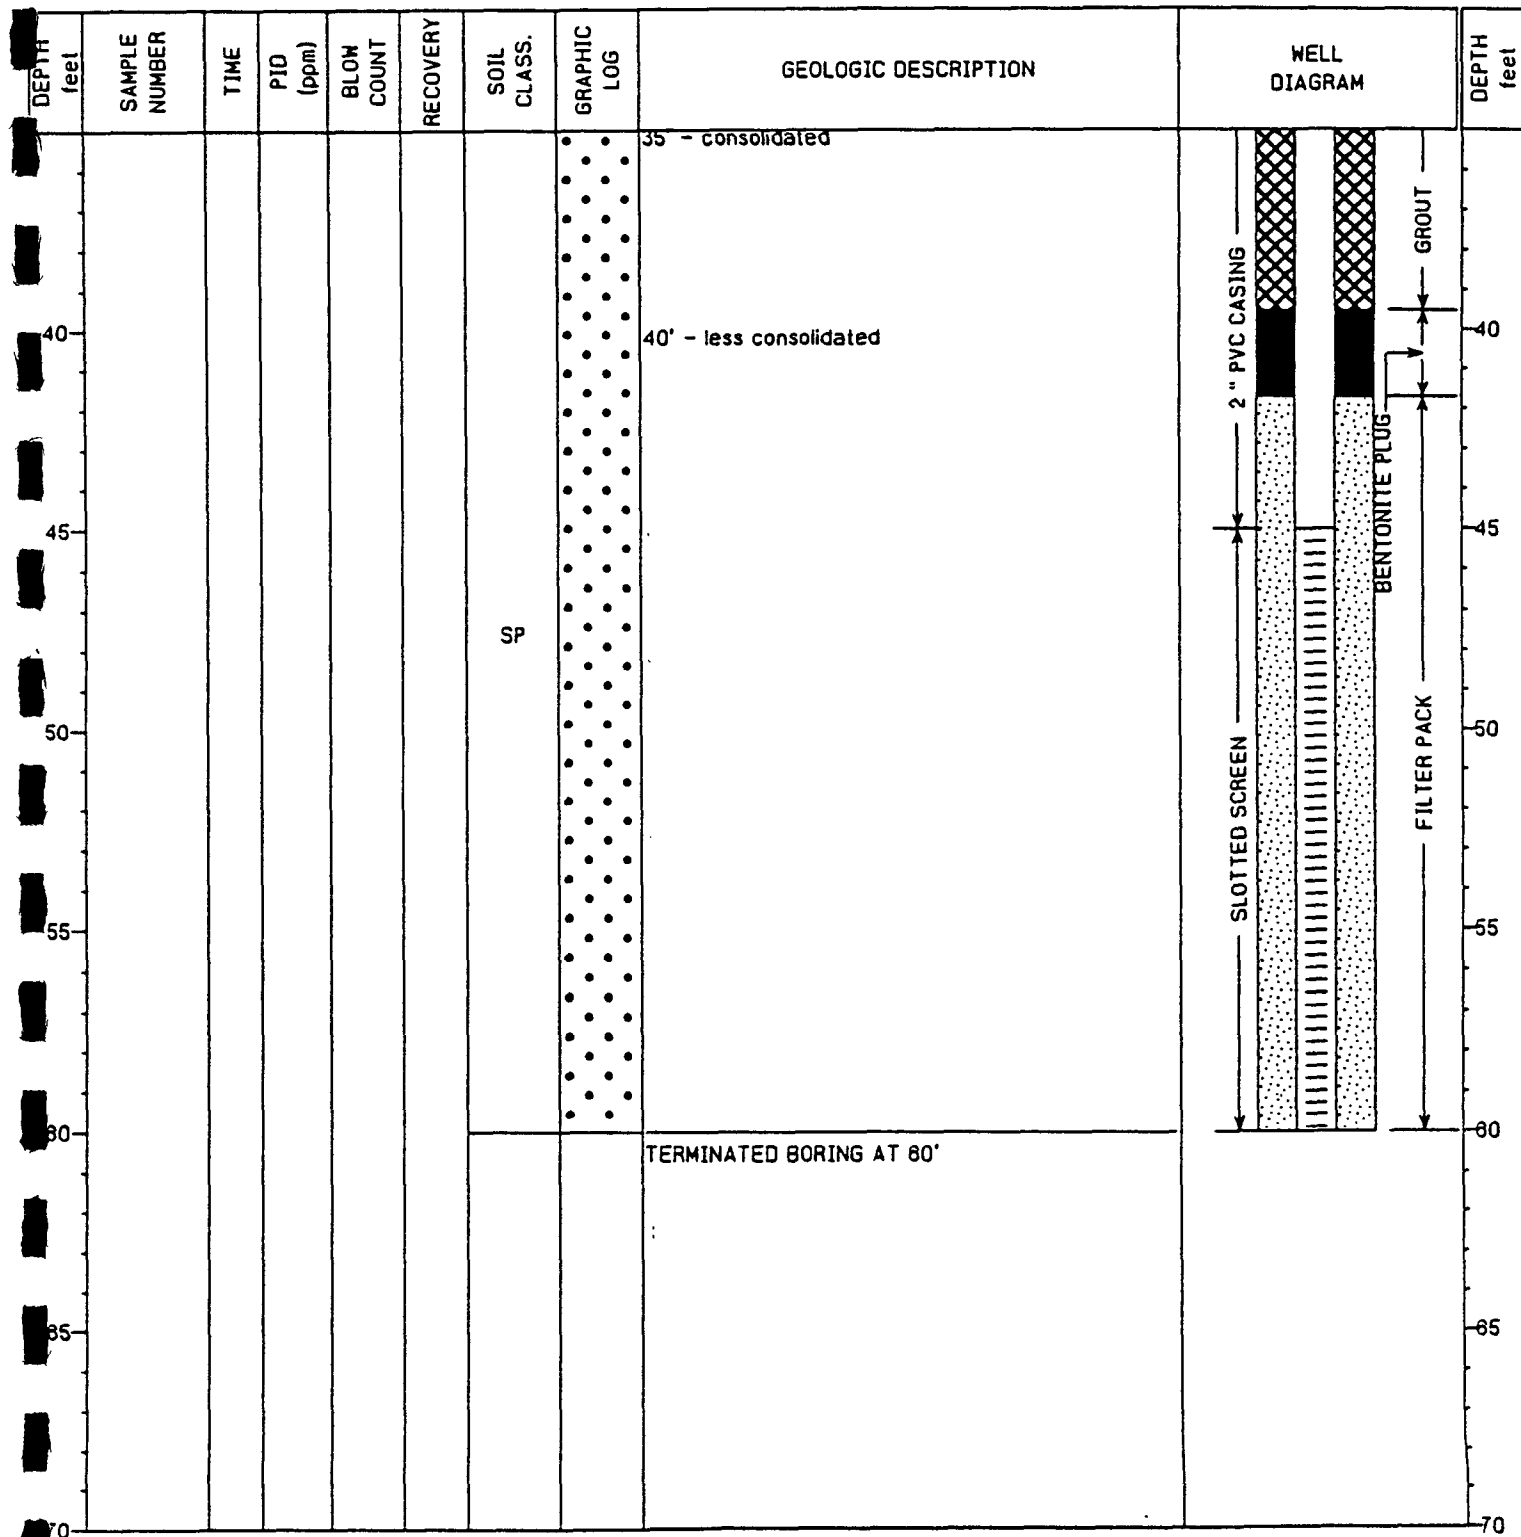 DEPTH
feet
SAMPLE
NUMBER
TIME
PID
(ppm)
BLOW
COUNT
RECOVERY
SOIL
CLASS.
GRAPHIC
LOG
GEOLOGIC DESCRIPTION
WELL
DIAGRAM
DEPTH
feet
35' - consolidated
40' - less consolidated
SP
TERMINATED BORING AT 60'
40
45
50
55
60
65
70
2" PVC CASING
SLOTTED SCREEN
GROUT
BENTONITE PLUG
FILTER PACK
40
45
50
55
60
65
70